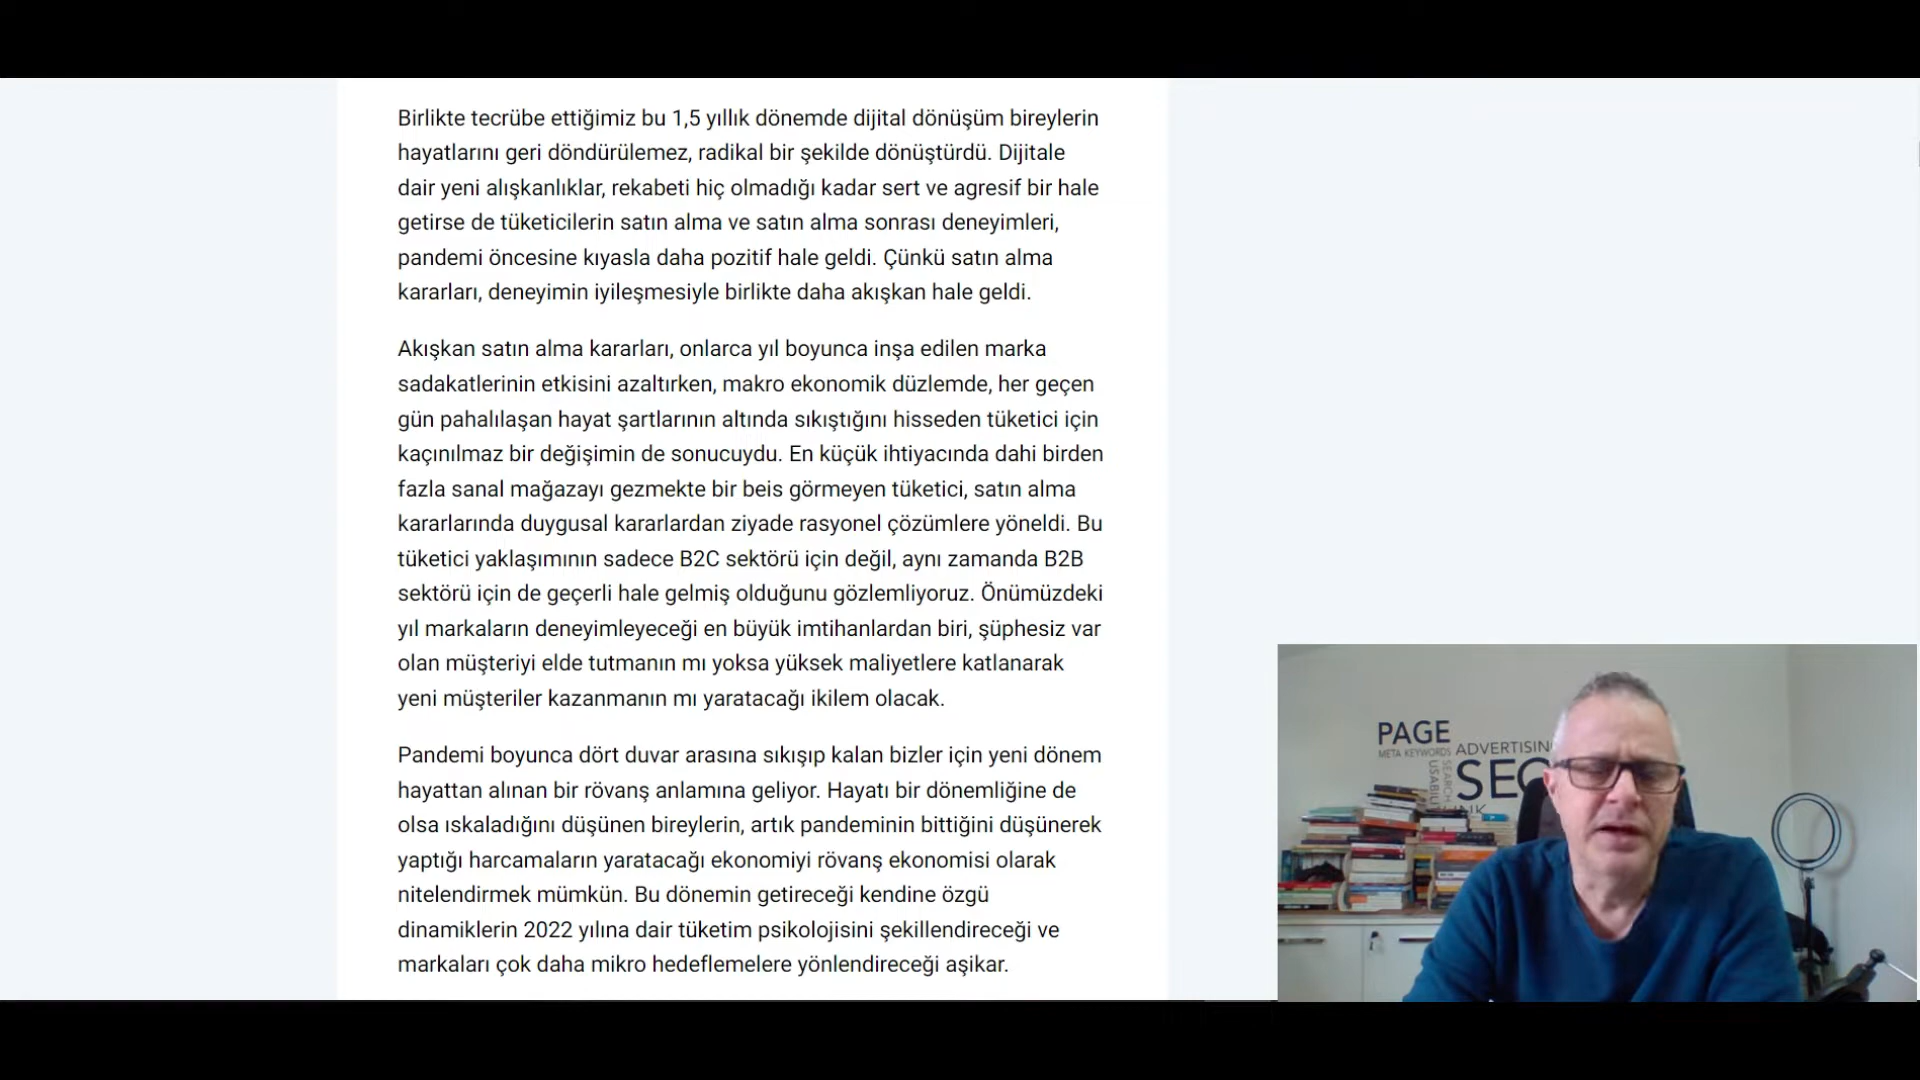 Birlikte tecrübe ettiğimiz bu 1,5 yıllık dönemde dijital dönüşüm bireylerin
hayatlarını geri döndürülemez, radikal bir şekilde dönüştürdü. Dijitale
dair yeni alışkanlıklar, rekabeti hiç olmadığı kadar sert ve agresif bir hale
getirse de tüketicilerin satın alma ve satın alma sonrası deneyimleri,
pandemi öncesine kıyasla daha pozitif hale geldi. Çünkü satın alma
kararları, deneyimin iyileşmesiyle birlikte daha akışkan hale geldi.
Akışkan satın alma kararları, onlarca yıl boyunca inşa edilen marka
sadakatlerinin etkisini azaltırken, makro ekonomik düzlemde, her geçen
gün pahalılaşan hayat şartlarının altında sıkıştığını hisseden tüketici için
kaçınılmaz bir değişimin de sonucuydu. En küçük ihtiyacında dahi birden
fazla sanal mağazayı gezmekte bir beis görmeyen tüketici, satın alma
kararlarında duygusal kararlardan ziyade rasyonel çözümlere yöneldi. Bu
tüketici yaklaşımının sadece B2C sektörü için değil, aynı zamanda B2B
sektörü için de geçerli hale gelmiş olduğunu gözlemliyoruz. Önümüzdeki
yıl markaların deneyimleyeceği en büyük imtihanlardan biri, şüphesiz var
olan müşteriyi elde tutmanın mı yoksa yüksek maliyetlere katlanarak
yeni müşteriler kazanmanın mı yaratacağı ikilem olacak.
Pandemi boyunca dört duvar arasına sıkışıp kalan bizler için yeni dönem
hayattan alınan bir rövanş anlamına geliyor. Hayatı bir dönemliğine de
olsa ıskaladığını düşünen bireylerin, artık pandeminin bittiğini düşünerek
yaptığı harcamaların yaratacağı ekonomiyi rövanş ekonomisi olarak
nitelendirmek mümkün. Bu dönemin getireceği kendine özgü
dinamiklerin 2022 yılına dair tüketim psikolojisini şekillendireceği ve
markaları çok daha mikro hedeflemelere yönlendireceği aşikar.
PAGE
META KEYWORDS
ADVERTISIN
SEARCH
USABILI
SEO